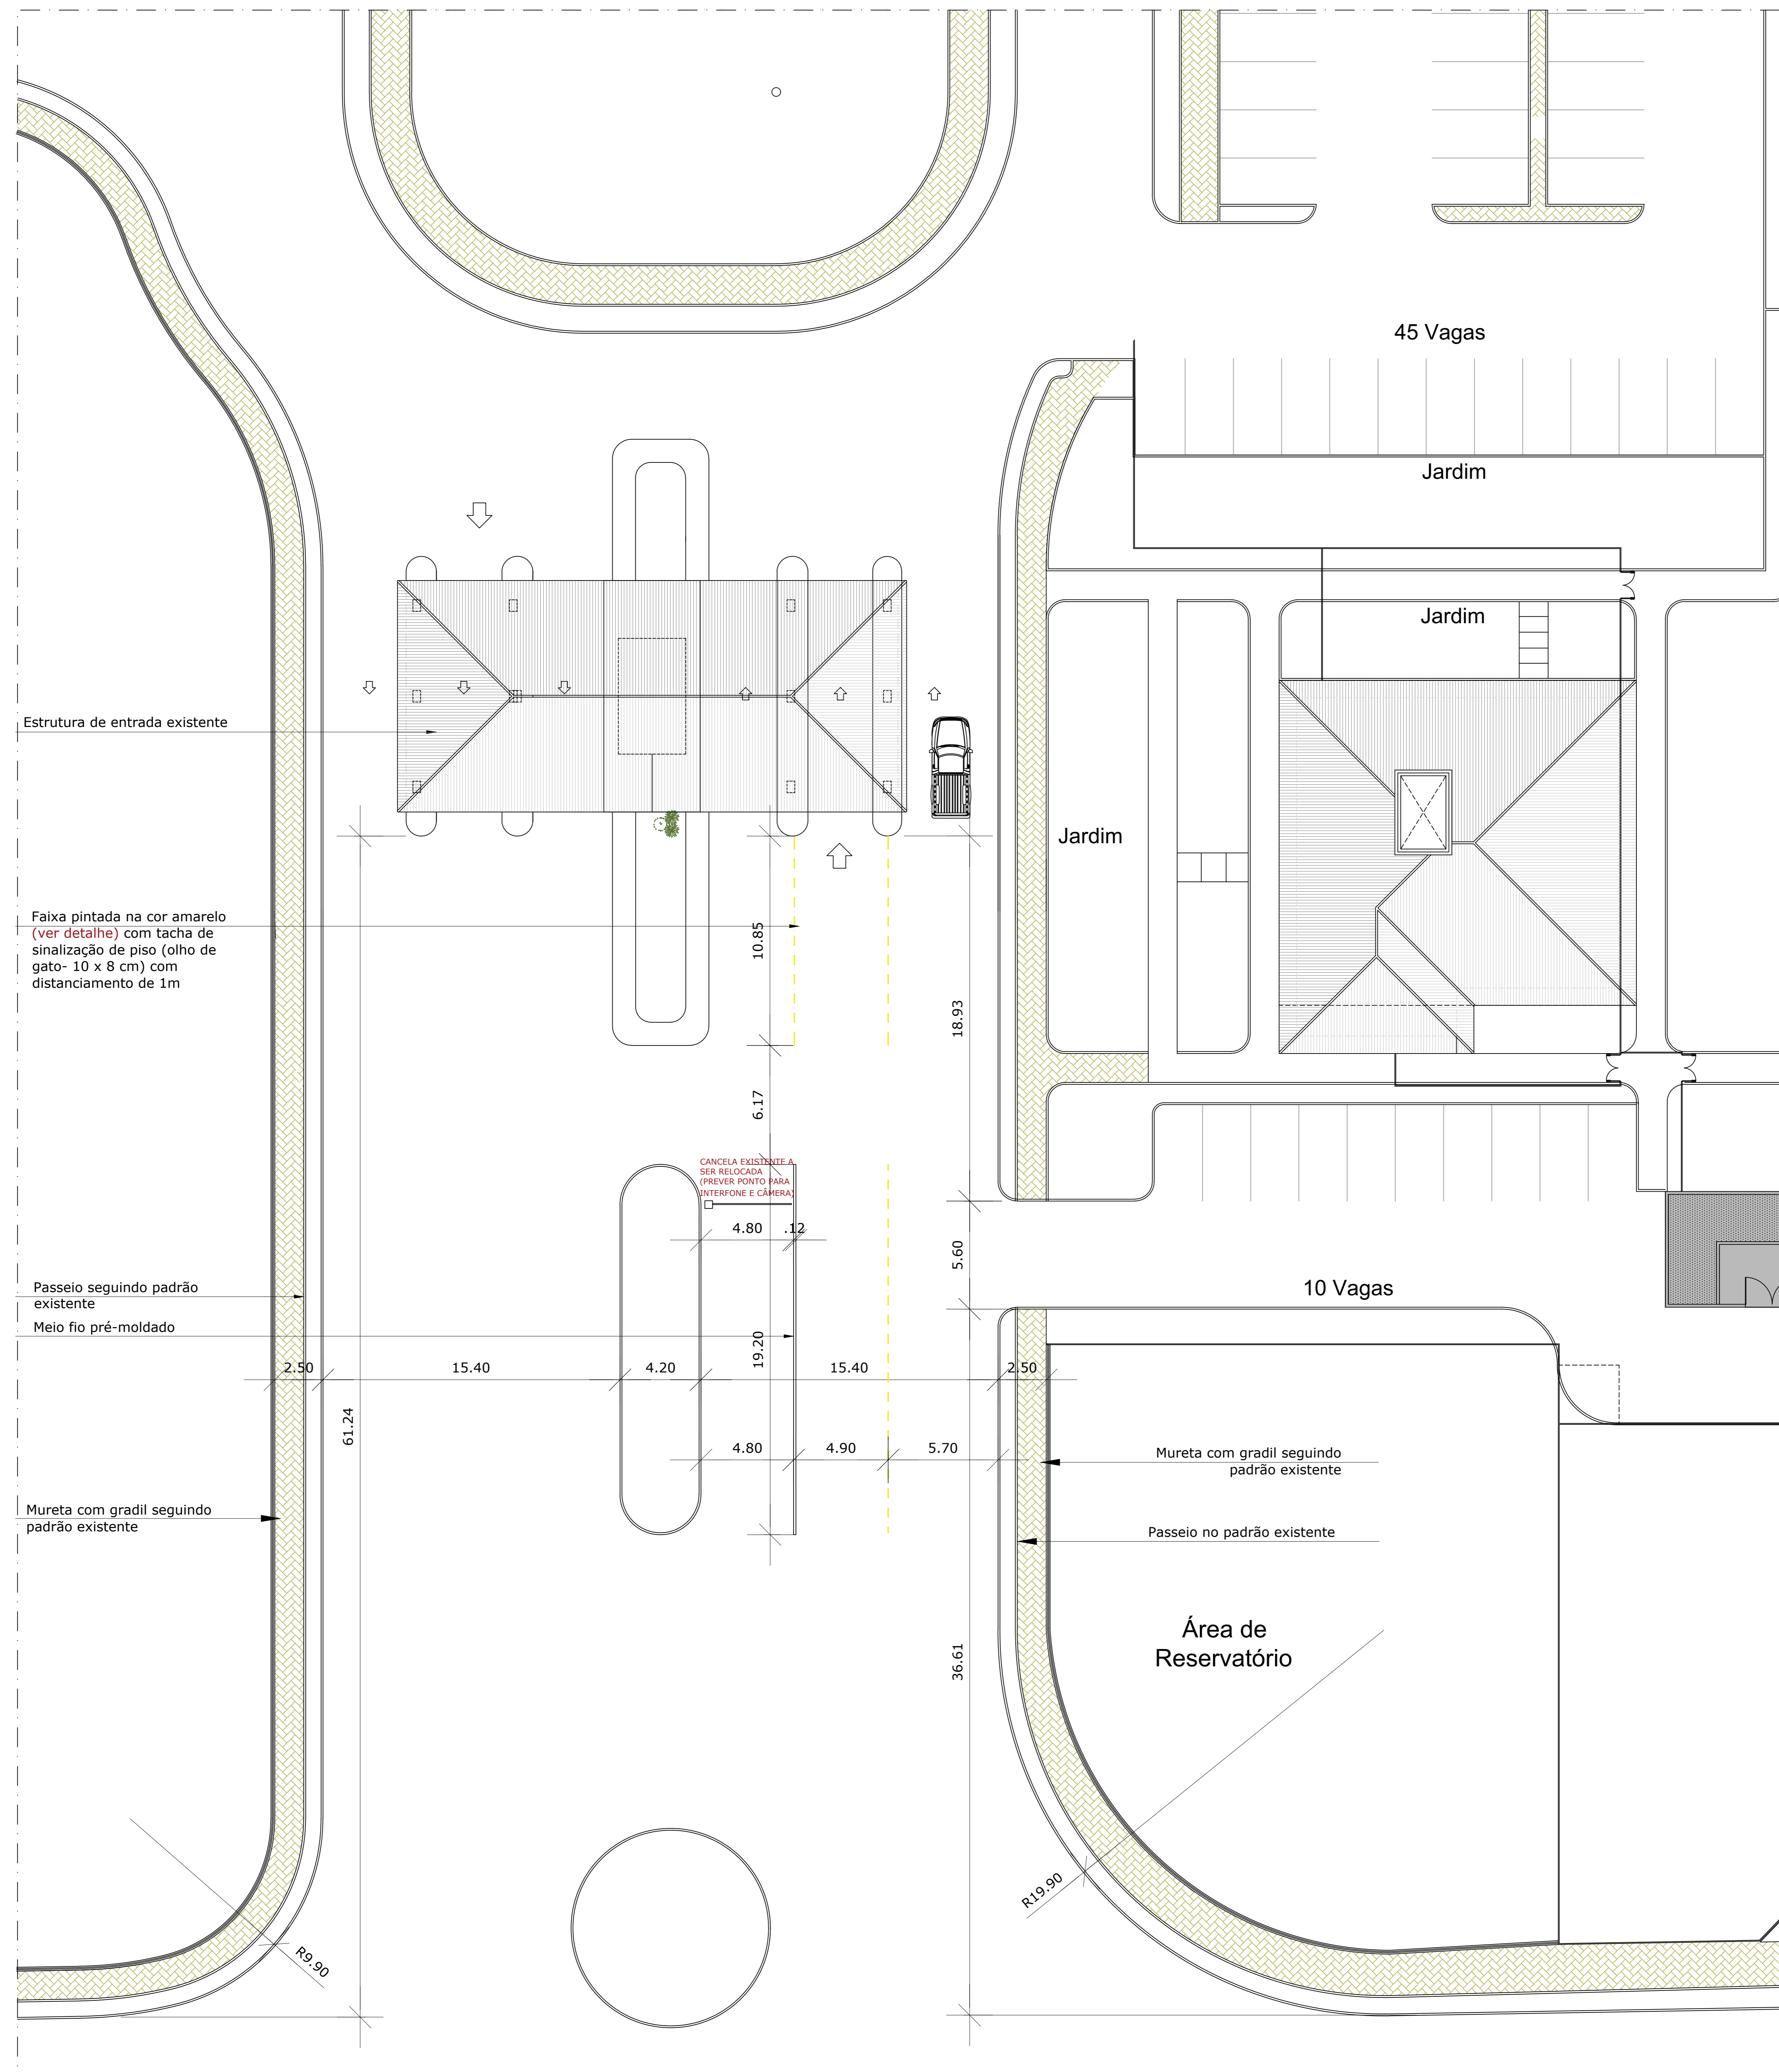 45 Vagas
Jardim
Jardim
Estrutura de entrada existente
Jardim
Faixa pintada na cor amarelo
(ver detalhe) com tacha de
sinalização de piso (olho de
gato- 10 x 8 cm) com
distanciamento de 1m
10.85
18.93
6.17
CANCELA EXISTENTE A
SER RELOCADA
(PREVER PONTO PARA
INTERFONE E CÂMERA)
4.80
.12
5.60
10 Vagas
Passeio seguindo padrão
existente
Meio fio pré-moldado
19.20
2.50
15.40
4.20
15.40
2.50
61.24
4.80
4.90
5.70
Mureta com gradil seguindo
padrão existente
Mureta com gradil seguindo
padrão existente
Passeio no padrão existente
Área de
Reservatório
36.61
R19.90
R9.90